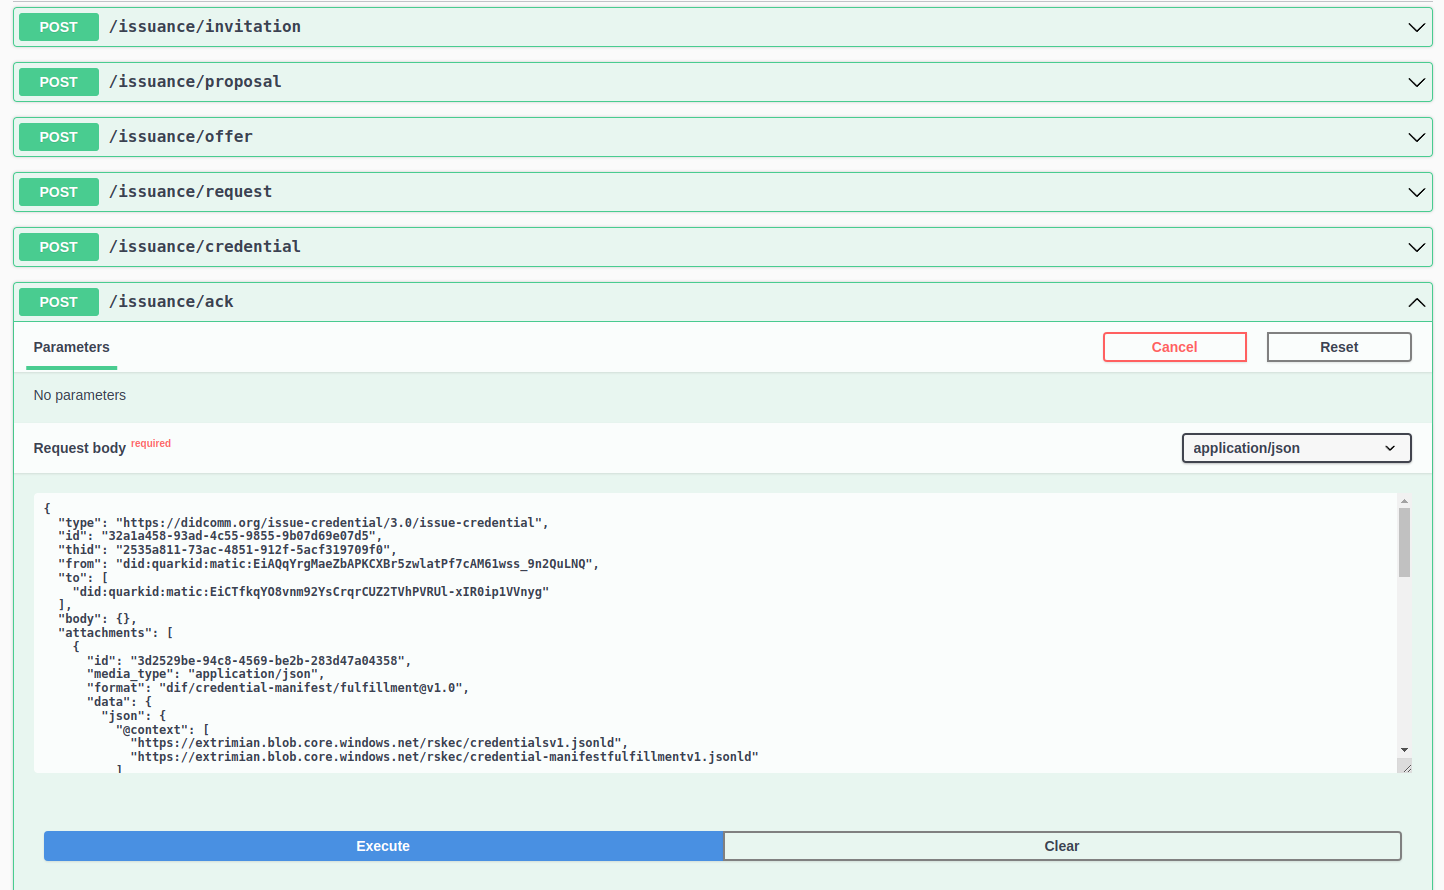 POST /issuance/invitation
POST /issuance/proposal
POST /issuance/offer
POST /issuance/request
POST /issuance/credential
POST /issuance/ack
Parameters Cancel Reset
No parameters
Request body required application/json
{
"type": "https://didcomm.org/issue-credential/3.0/issue-credential",
"id": "32a1a458-93ad-4c55-9855-9b07d69e07d5",
"thid": "2535a811-73ac-4851-912f-5acf319709f0",
"from": "did:quarkid:matic:EiAQqYrgMaeZbAPKCXBr5zwlatPf7cAM61wss_9n2QuLNQ",
"to": [
"did:quarkid:matic:EiCTfkqYO8vnm92YsCrqrCUZ2TVhPVRUl-xIR0ip1VVnyg"
],
"body": {},
"attachments": [
{
"id": "3d2529be-94c8-4569-be2b-283d47a04358",
"media_type": "application/json",
"format": "dif/credential-manifest/fulfillment@v1.0",
"data": {
"json": {
"@context": [
"https://extrimian.blob.core.windows.net/rskec/credentialsv1.jsonld",
"https://extrimian.blob.core.windows.net/rskec/credential-manifestfulfillmentv1.jsonld"
]
Execute Clear